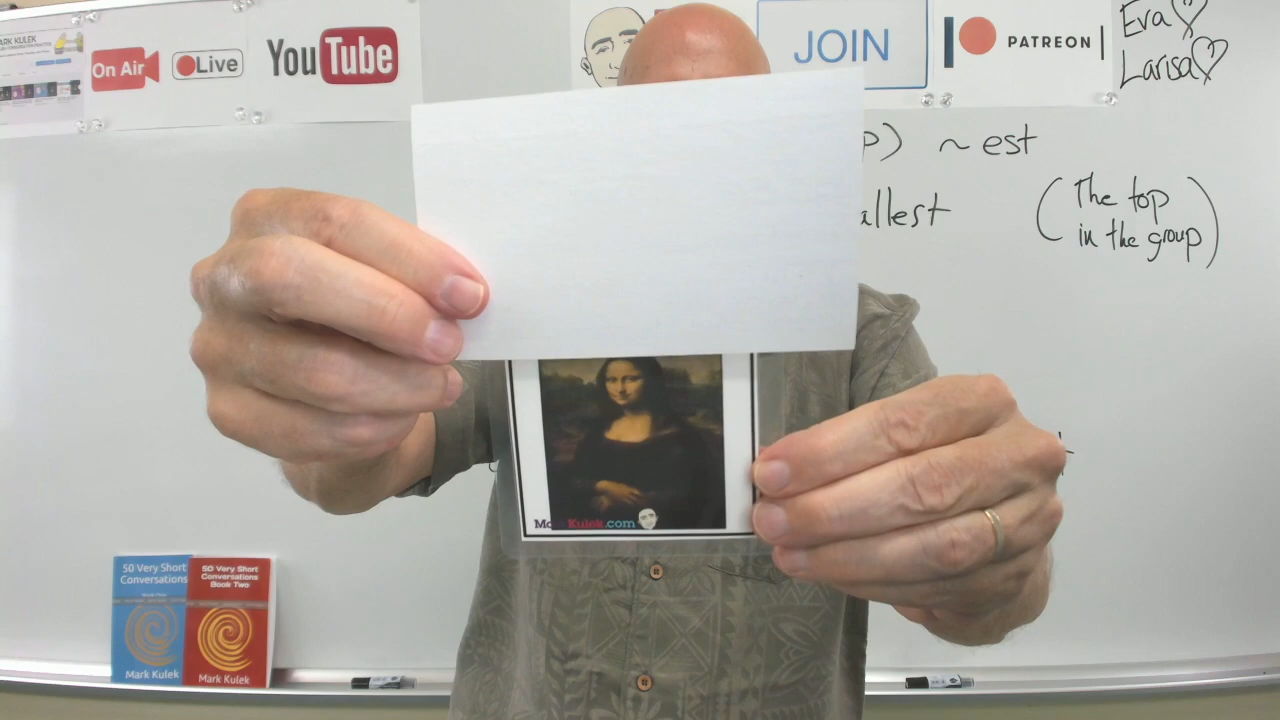 MARK KULEK
On Air
Live
YouTube
JOIN
PATREON
Eva♡
Larisa♡
) ~est
allest
(The top
in the group)
Kulek.com
50 Very Short
Conversations
Mark Kulek
50 Very Short
Conversations
Book Two
Mark Kulek